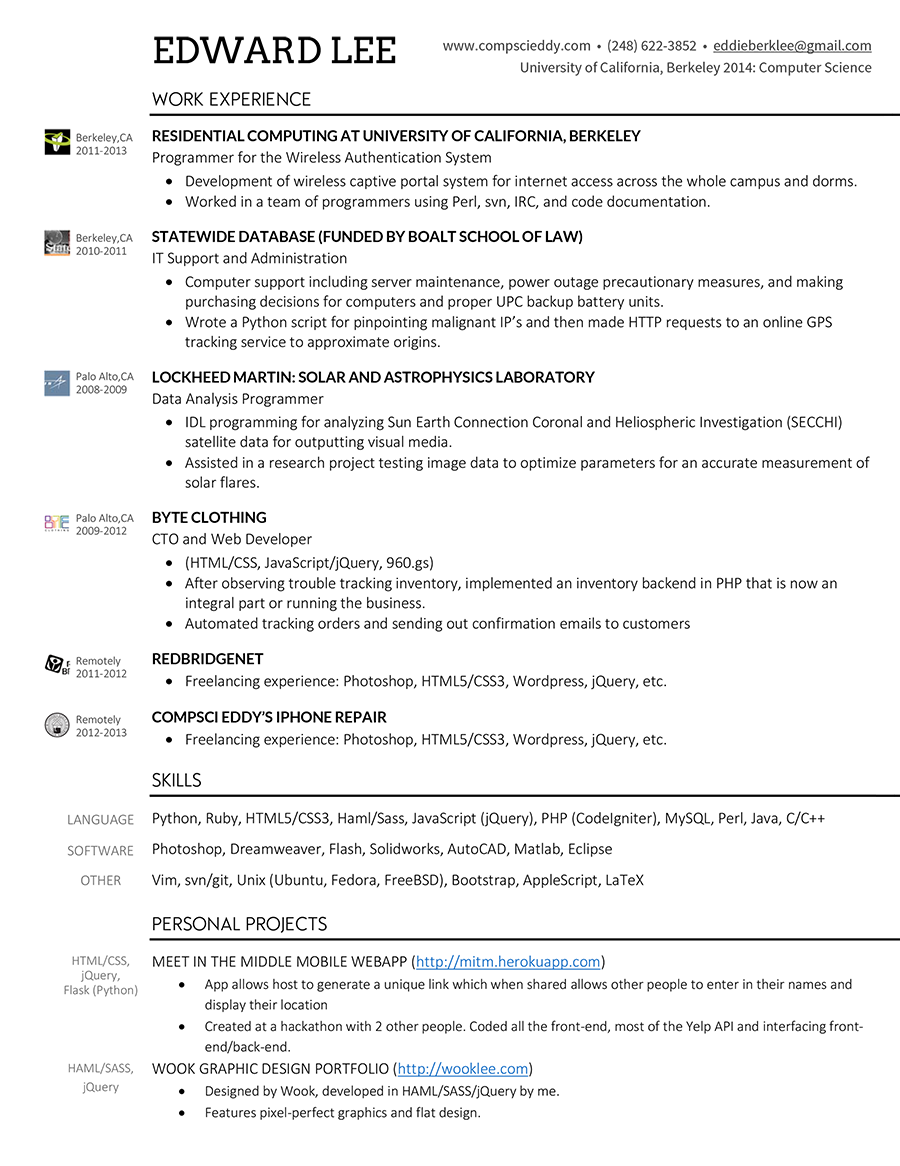 EDWARD LEE
www.compscieddy.com • (248) 622-3852 • eddieberklee@gmail.com
University of California, Berkeley 2014: Computer Science
WORK EXPERIENCE
Berkeley,CA
2011-2013
RESIDENTIAL COMPUTING AT UNIVERSITY OF CALIFORNIA, BERKELEY
Programmer for the Wireless Authentication System
• Development of wireless captive portal system for internet access across the whole campus and dorms.
• Worked in a team of programmers using Perl, svn, IRC, and code documentation.
Berkeley,CA
2010-2011
STATEWIDE DATABASE (FUNDED BY BOALT SCHOOL OF LAW)
IT Support and Administration
• Computer support including server maintenance, power outage precautionary measures, and making
purchasing decisions for computers and proper UPC backup battery units.
• Wrote a Python script for pinpointing malignant IP’s and then made HTTP requests to an online GPS
tracking service to approximate origins.
Palo Alto,CA
2008-2009
LOCKHEED MARTIN: SOLAR AND ASTROPHYSICS LABORATORY
Data Analysis Programmer
• IDL programming for analyzing Sun Earth Connection Coronal and Heliospheric Investigation (SECCHI)
satellite data for outputting visual media.
• Assisted in a research project testing image data to optimize parameters for an accurate measurement of
solar flares.
Palo Alto,CA
2009-2012
BYTE CLOTHING
CTO and Web Developer
• (HTML/CSS, JavaScript/jQuery, 960.gs)
• After observing trouble tracking inventory, implemented an inventory backend in PHP that is now an
integral part or running the business.
• Automated tracking orders and sending out confirmation emails to customers
Remotely
2011-2012
REDBRIDGENET
• Freelancing experience: Photoshop, HTML5/CSS3, Wordpress, jQuery, etc.
Remotely
2012-2013
COMPSCI EDDY’S IPHONE REPAIR
• Freelancing experience: Photoshop, HTML5/CSS3, Wordpress, jQuery, etc.
SKILLS
LANGUAGE Python, Ruby, HTML5/CSS3, Haml/Sass, JavaScript (jQuery), PHP (CodeIgniter), MySQL, Perl, Java, C/C++
SOFTWARE Photoshop, Dreamweaver, Flash, Solidworks, AutoCAD, Matlab, Eclipse
OTHER Vim, svn/git, Unix (Ubuntu, Fedora, FreeBSD), Bootstrap, AppleScript, LaTeX
PERSONAL PROJECTS
HTML/CSS,
jQuery,
Flask (Python)
MEET IN THE MIDDLE MOBILE WEBAPP (http://mitm.herokuapp.com)
• App allows host to generate a unique link which when shared allows other people to enter in their names and
display their location
• Created at a hackathon with 2 other people. Coded all the front-end, most of the Yelp API and interfacing front-
end/back-end.
HAML/SASS,
jQuery
WOOK GRAPHIC DESIGN PORTFOLIO (http://wooklee.com)
• Designed by Wook, developed in HAML/SASS/jQuery by me.
• Features pixel-perfect graphics and flat design.